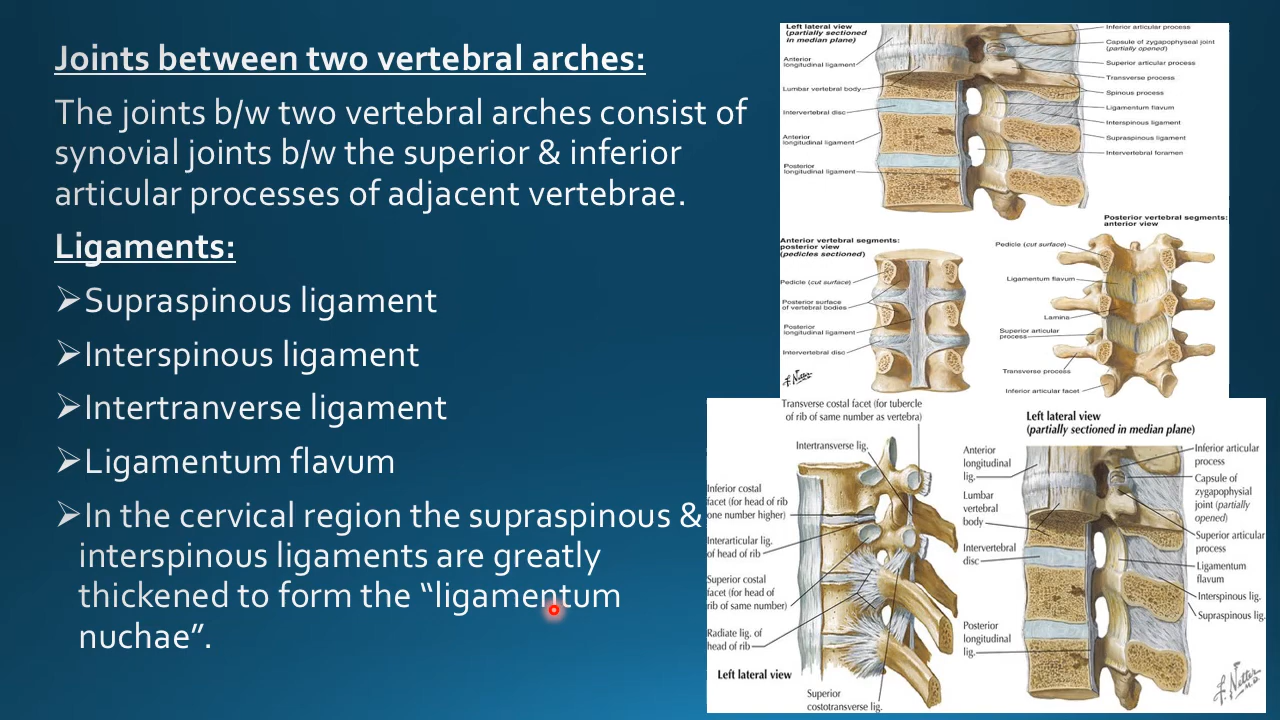 Joints between two vertebral arches:
The joints b/w two vertebral arches consist of
synovial joints b/w the superior & inferior
articular processes of adjacent vertebrae.
Ligaments:
Supraspinous ligament
Interspinous ligament
Intertranverse ligament
Ligamentum flavum
In the cervical region the supraspinous &
interspinous ligaments are greatly
thickened to form the “ligamentum
nuchae”.
Left lateral view
(partially sectioned
in median plane)
Anterior
longitudinal ligament
Lumbar vertebral body
Intervertebral disc
Anterior
longitudinal ligament
Posterior
longitudinal ligament
Inferior articular process
Capsule of zygapophyseal joint
(partially opened)
Superior articular process
Transverse process
Spinous process
Ligamentum flavum
Interspinous ligament
Supraspinous ligament
Intervertebral foramen
Anterior vertebral segments:
posterior view
(pedicles sectioned)
Pedicle (cut surface)
Posterior surface
of vertebral bodies
Posterior
longitudinal ligament
Intervertebral disc
Posterior vertebral segments:
anterior view
Pedicle (cut surface)
Ligamentum flavum
Lamina
Superior articular
process
Transverse process
Inferior articular facet
Transverse costal facet (for tubercle
of rib of same number as vertebra)
Intertransverse lig.
Inferior costal
facet (for head of rib
one number higher)
Interarticular lig.
of head of rib
Superior costal
facet (for head of
rib of same number)
Radiate lig. of
head of rib
Left lateral view
Superior
costotransverse lig.
Left lateral view
(partially sectioned in median plane)
Anterior
longitudinal
lig.
Lumbar
vertebral
body
Intervertebral
disc
Posterior
longitudinal
lig.
Inferior articular
process
Capsule of
zygapophysial
joint (partially
opened)
Superior articular
process
Ligamentum
flavum
Interspinous lig.
Supraspinous lig.
F. Netter
F. Netter
M.D.